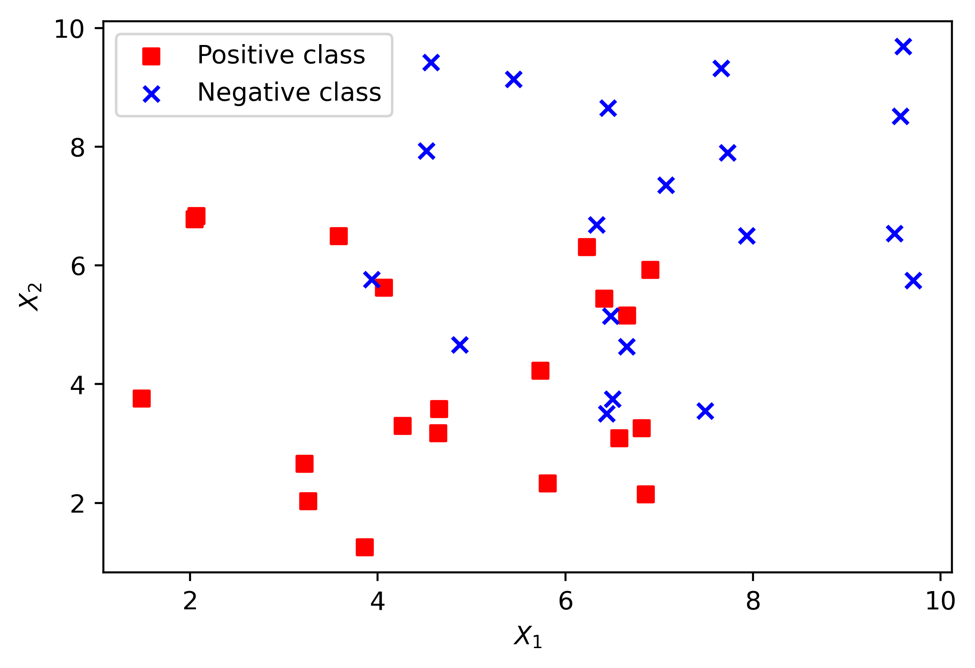 10
8
6
4
2
Positive class
Negative class
X₂
2 4 6 8 10
X₁